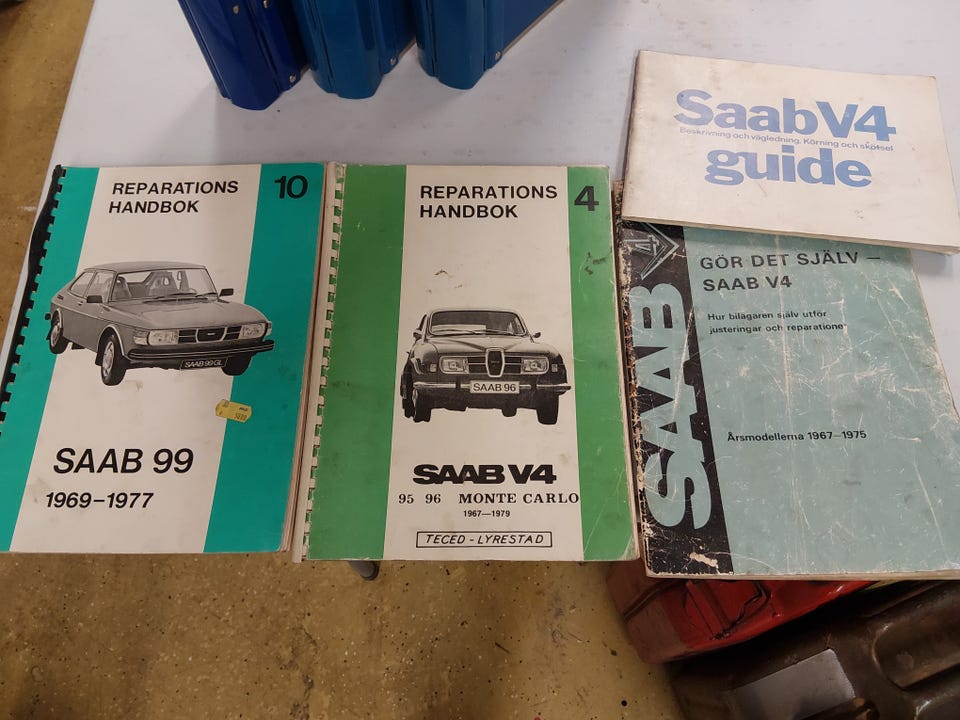 REPARATIONS
HANDBOK
10
SAAB 99 GL
SAAB 99
1969–1977
REPARATIONS
HANDBOK
4
SAAB 96
SAAB V4
95 96 MONTE CARLO
1967—1979
TECED - LYRESTAD
Saab V4
Beskrivning och vägledning. Körning och skötsel
guide
SAAB
GÖR DET SJÄLV —
SAAB V4
Hur bilägaren själv utför
justeringar och reparationer
Årsmodellerna 1967—1975